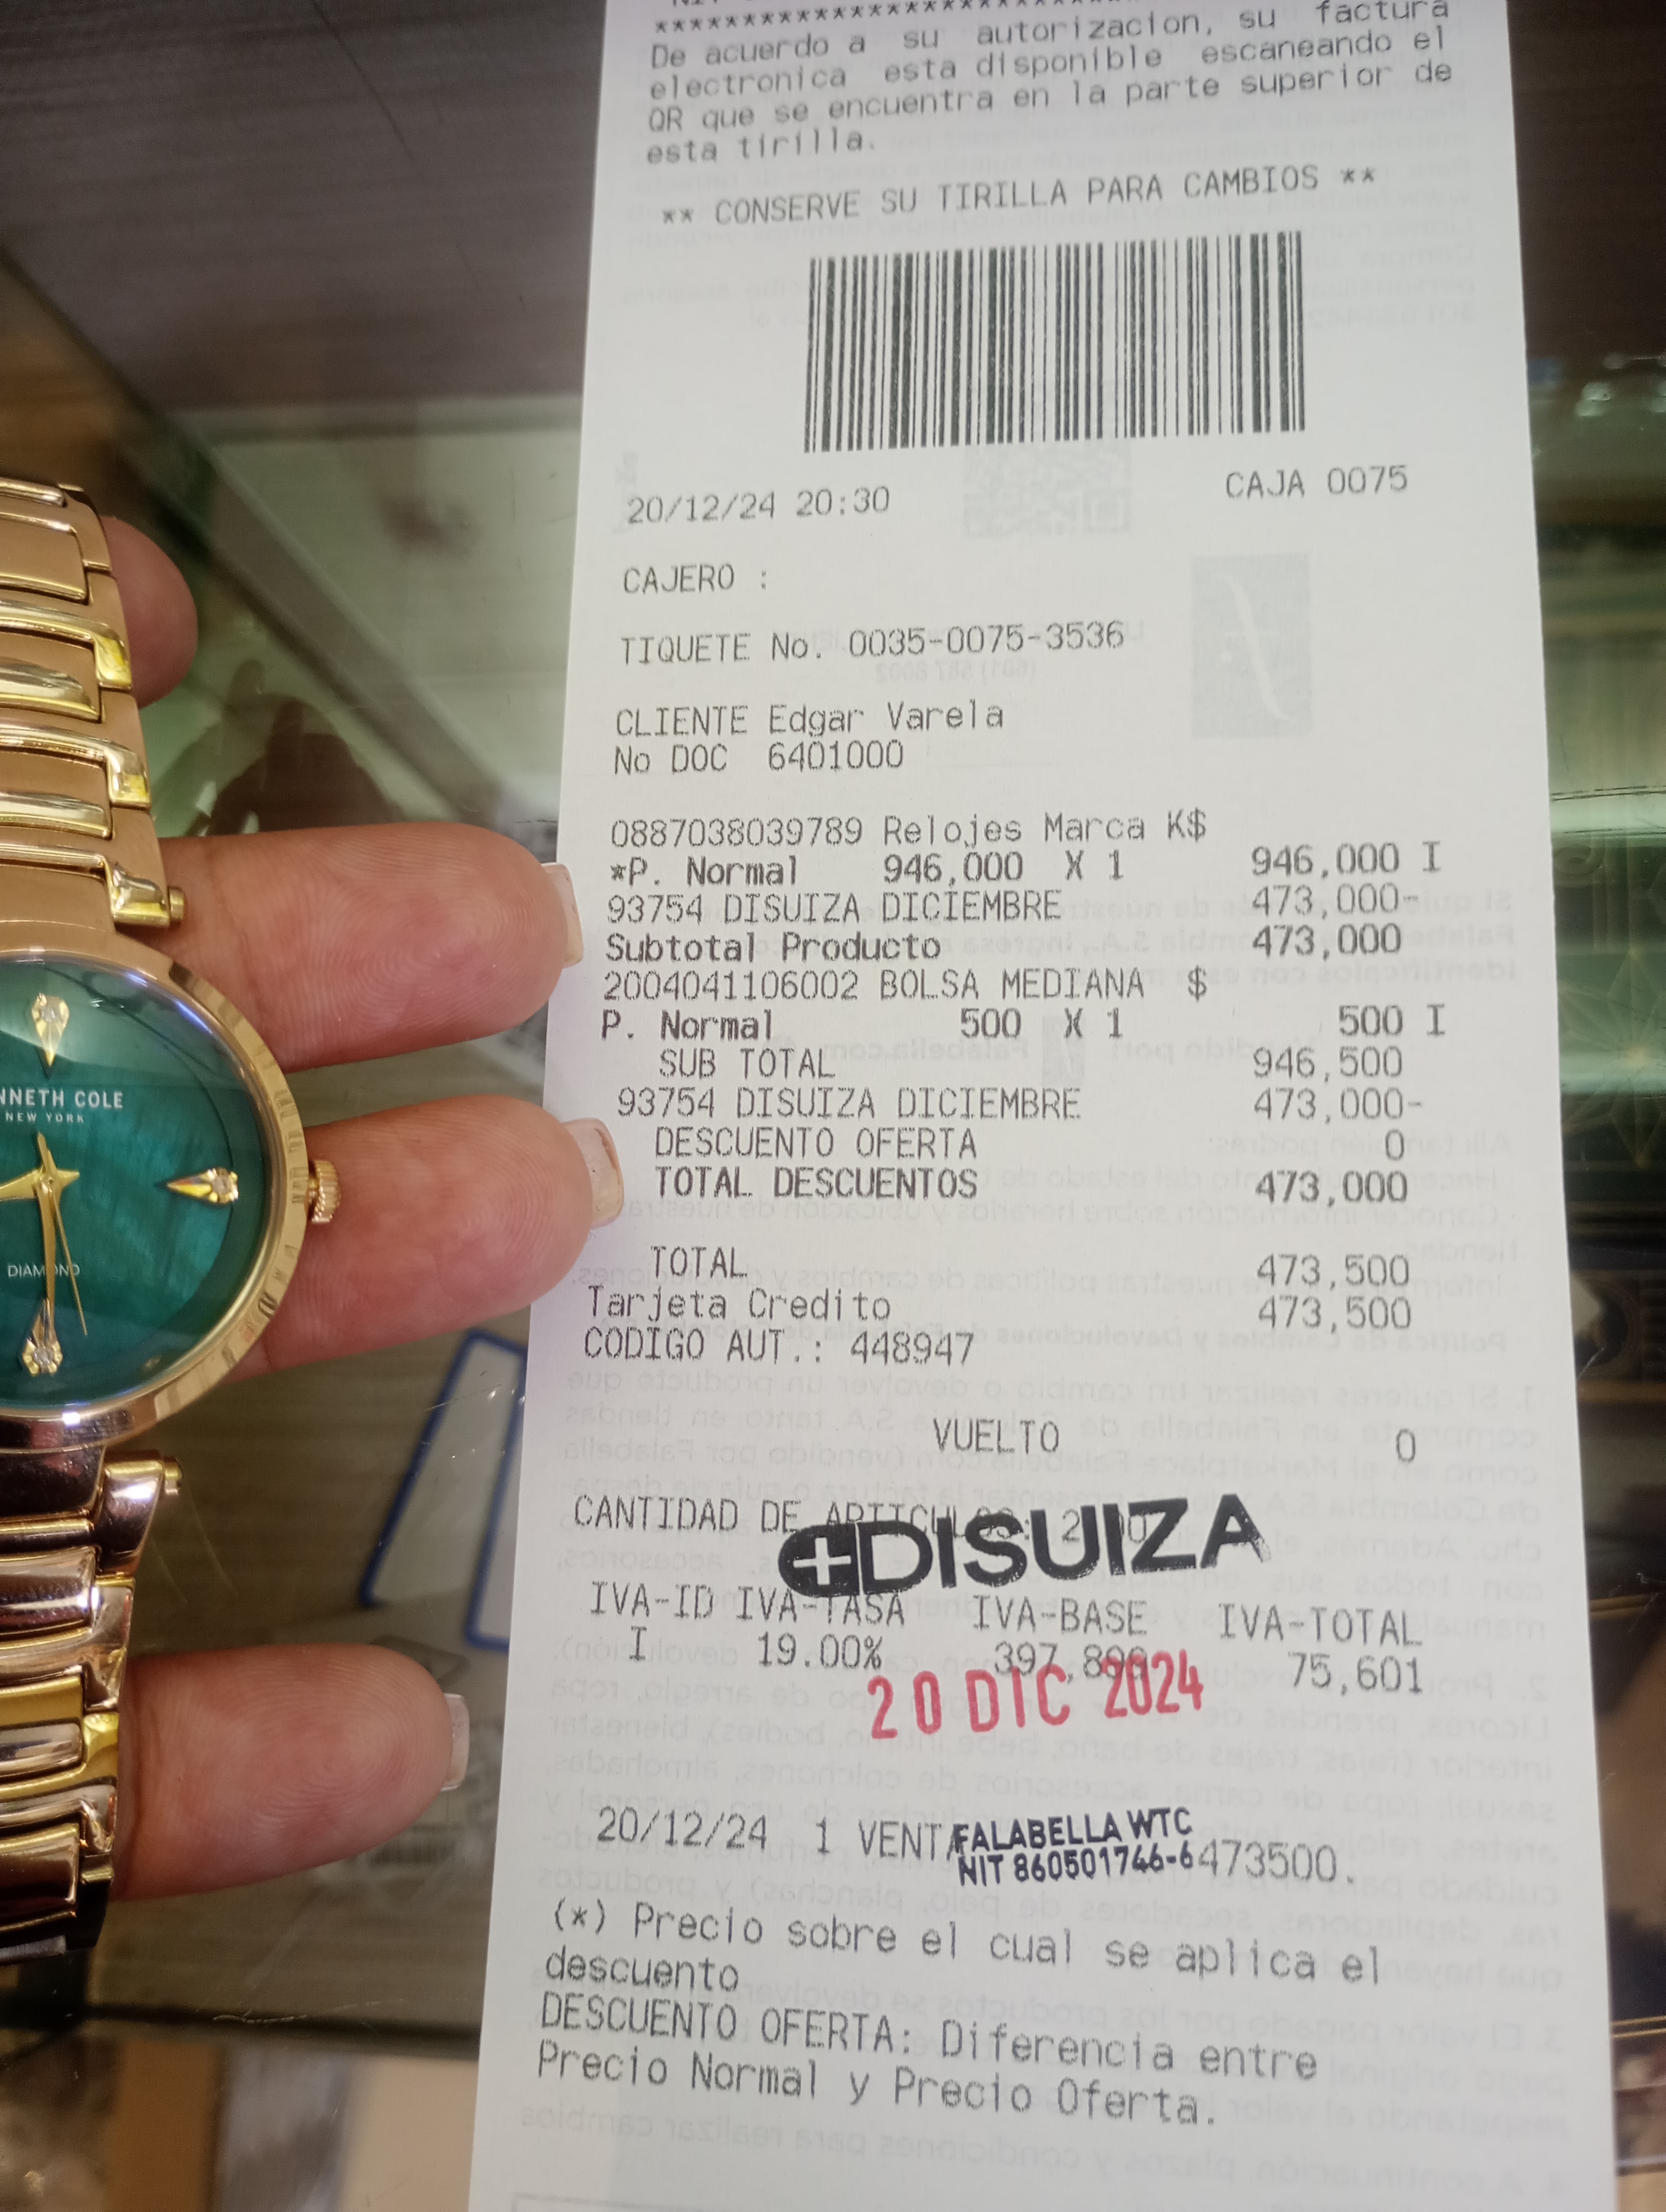 ****************************
De acuerdo a su autorizacion, su factura
electronica esta disponible escaneando el
QR que se encuentra en la parte superior de
esta tirilla.
** CONSERVE SU TIRILLA PARA CAMBIOS **
20/12/24 20:30 CAJA 0075
CAJERO :
TIQUETE No. 0035-0075-3536
CLIENTE Edgar Varela
No DOC 6401000
0887038039789 Relojes Marca K$
*P. Normal 946,000 X 1 946,000 I
93754 DISUIZA DICIEMBRE 473,000-
Subtotal Producto 473,000
2004041106002 BOLSA MEDIANA $
P. Normal 500 X 1 500 I
SUB TOTAL 946,500
93754 DISUIZA DICIEMBRE 473,000-
DESCUENTO OFERTA 0
TOTAL DESCUENTOS 473,000
TOTAL 473,500
Tarjeta Credito 473,500
CODIGO AUT.: 448947
VUELTO 0
CANTIDAD DE ARTICULOS:
DISUIZA
IVA-ID IVA-TASA IVA-BASE IVA-TOTAL
I 19.00% 75,601
20 DIC 2024
20/12/24 1 VENTA 473500.
FALABELLA WTC
NIT 860501746-6
(*) Precio sobre el cual se aplica el
descuento
DESCUENTO OFERTA: Diferencia entre
Precio Normal y Precio Oferta.
NNETH COLE
NEW YORK
DIAMOND